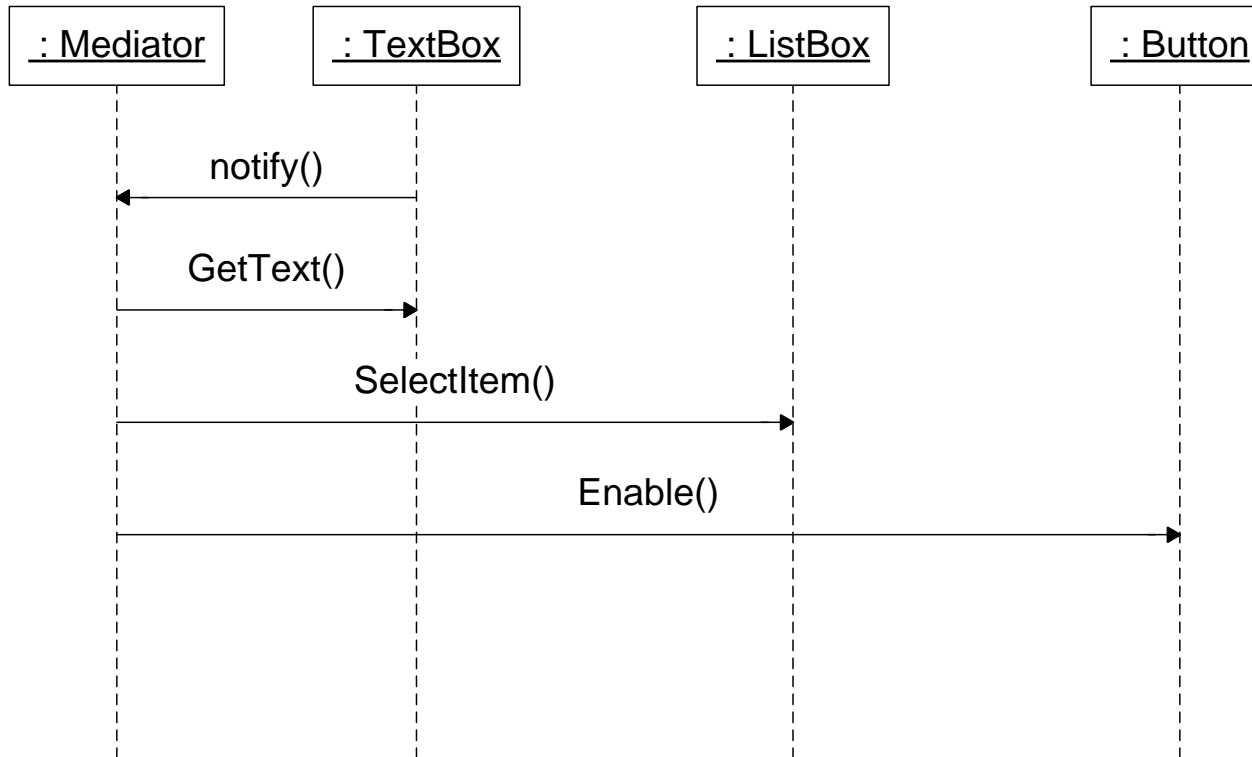 : Mediator
: TextBox
: ListBox
: Button
notify()
GetText()
SelectItem()
Enable()